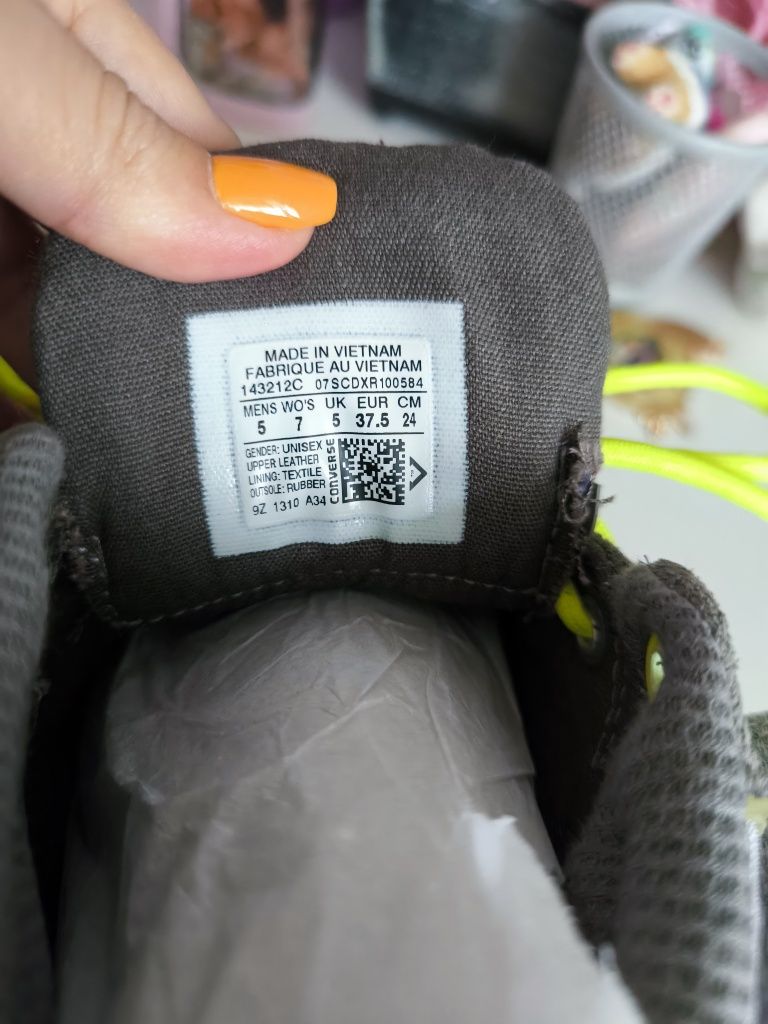 MADE IN VIETNAM
FABRIQUE AU VIETNAM
143212C 07SCDXR100584
MENS WO'S UK EUR CM
5 7 5 37.5 24
GENDER: UNISEX
UPPER LEATHER
LINING: TEXTILE
OUTSOLE: RUBBER
9Z 1310 A34
CONVERSE